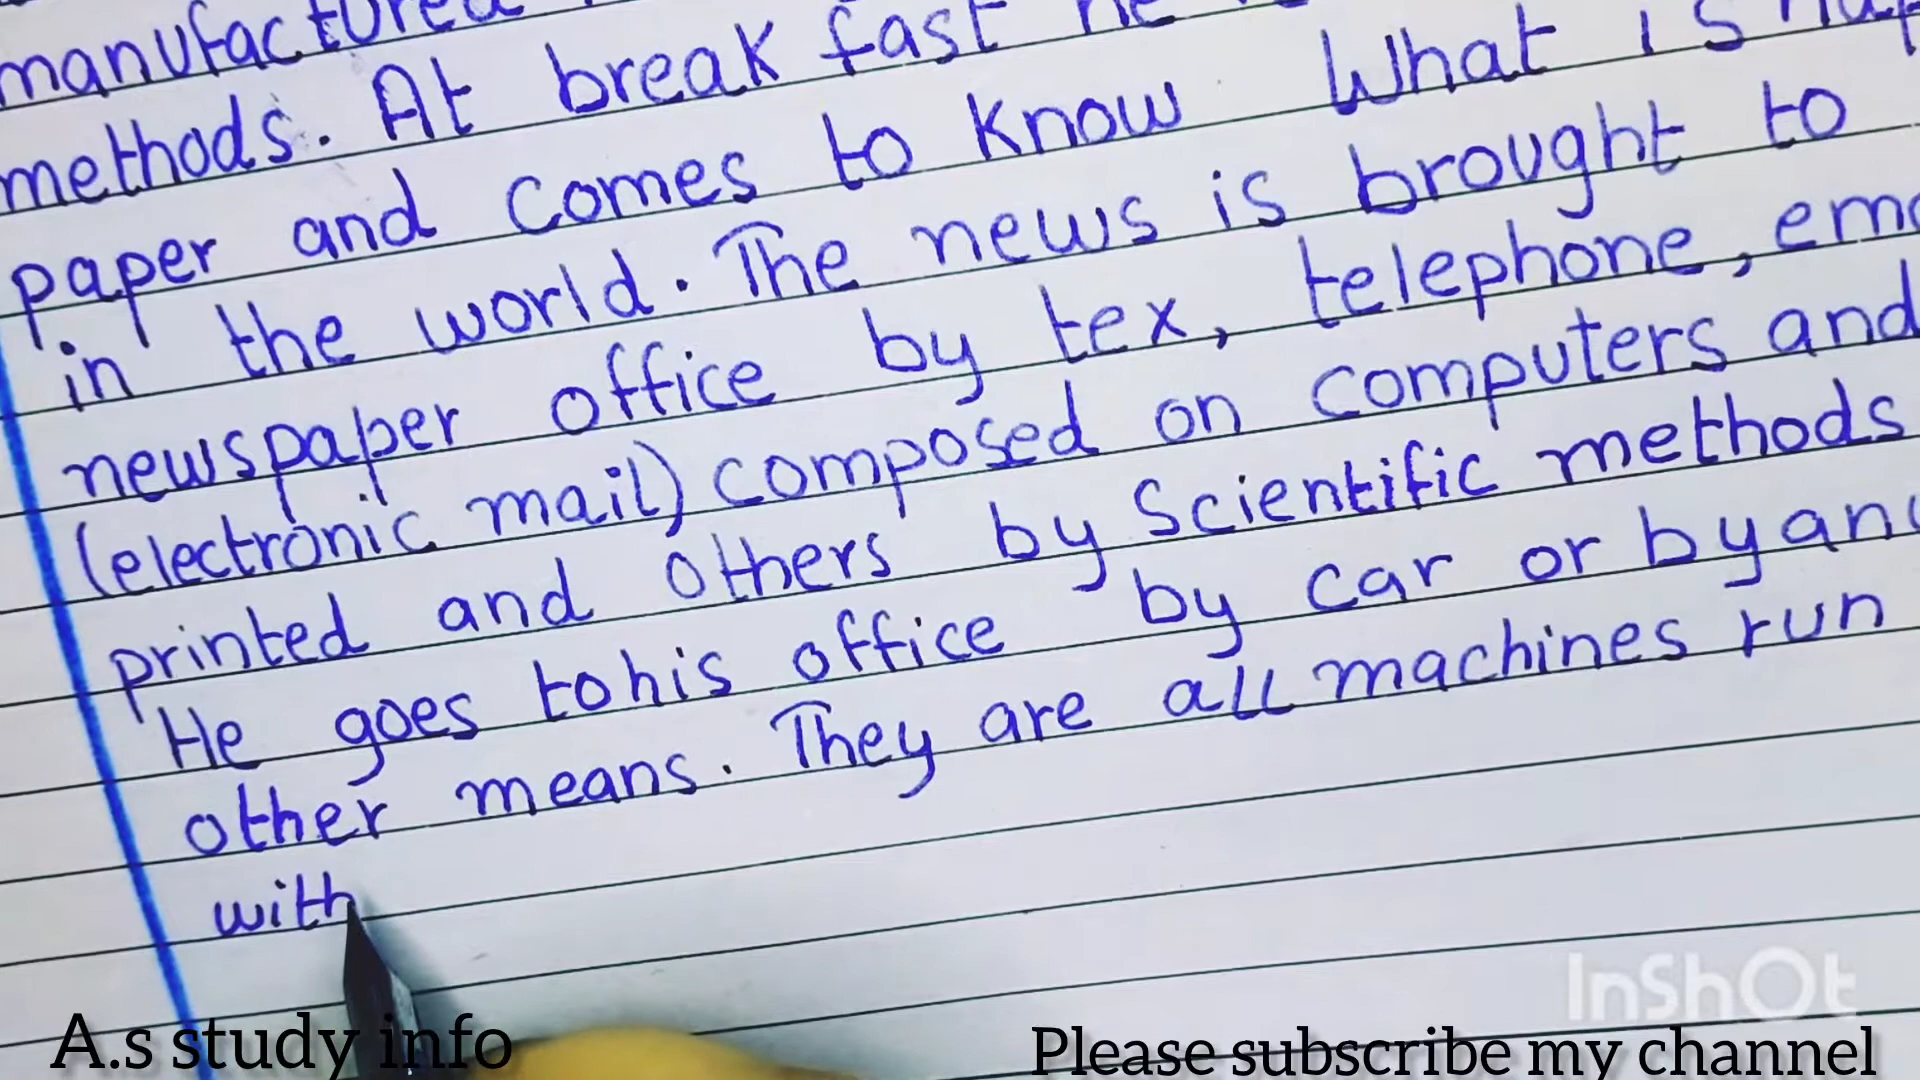 manufactured
methods. At break fast he
paper and comes to know What is
in the world. The news is brought to
newspaper office by tex, telephone,
(electronic mail) composed on computers and
printed and others by Scientific methods
He goes to his office by car or by
other means. They are all machines run
with
InShOt
A.s study info
Please subscribe my channel